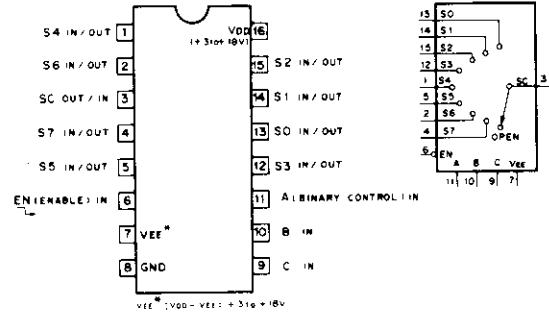 S4 IN/OUT 1
S6 IN/OUT 2
SC OUT/IN 3
S7 IN/OUT 4
S5 IN/OUT 5
EN(ENABLE) IN 6
7 VEE*
8 GND
VDD 16
(+3 to +18V)
15 S2 IN/OUT
14 S1 IN/OUT
13 S0 IN/OUT
12 S3 IN/OUT
11 A(BINARY CONTROL) IN
10 B IN
9 C IN
VEE*:(VDD-VEE: +3 to +18V
13 S0
14 S1
15 S2
12 S3
1 S4
5 S5
2 S6
4 S7
SC 3
OPEN
6 EN
A B C VEE
11 10 9 7